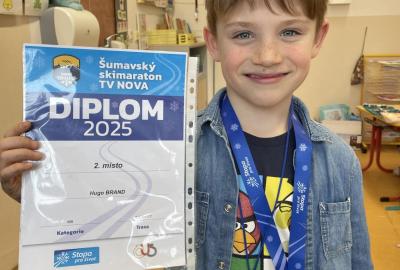 Šumavský
skimaraton
TV NOVA
DIPLOM
2025
2. místo
Hugo BRAND
Kategorie
Trasa
Stopa
pro život